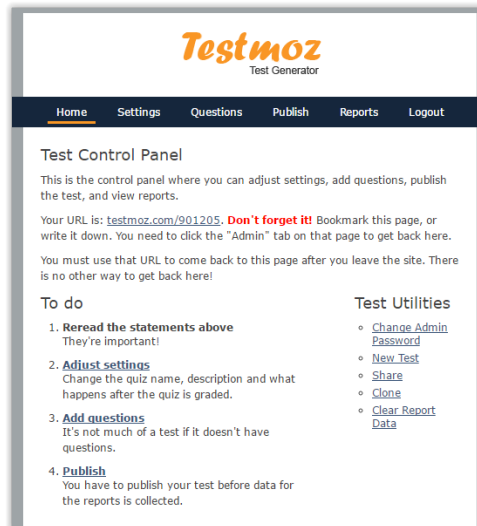 Testmoz
Test Generator
Home Settings Questions Publish Reports Logout
Test Control Panel
This is the control panel where you can adjust settings, add questions, publish
the test, and view reports.
Your URL is: testmoz.com/901205. Don't forget it! Bookmark this page, or
write it down. You need to click the "Admin" tab on that page to get back here.
You must use that URL to come back to this page after you leave the site. There
is no other way to get back here!
To do
1. Reread the statements above
They're important!
2. Adjust settings
Change the quiz name, description and what
happens after the quiz is graded.
3. Add questions
It's not much of a test if it doesn't have
questions.
4. Publish
You have to publish your test before data for
the reports is collected.
Test Utilities
Change Admin
Password
New Test
Share
Clone
Clear Report
Data